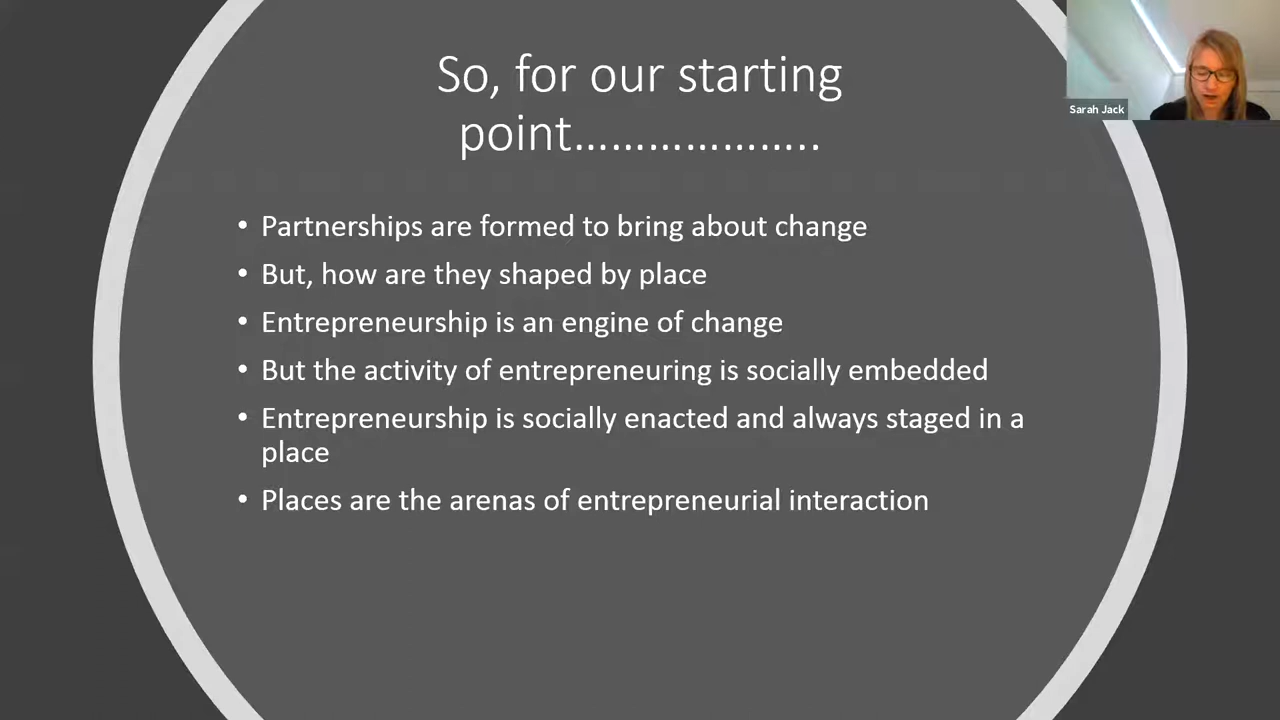 So, for our starting
point………………..
• Partnerships are formed to bring about change
• But, how are they shaped by place
• Entrepreneurship is an engine of change
• But the activity of entrepreneuring is socially embedded
• Entrepreneurship is socially enacted and always staged in a
place
• Places are the arenas of entrepreneurial interaction
Sarah Jack